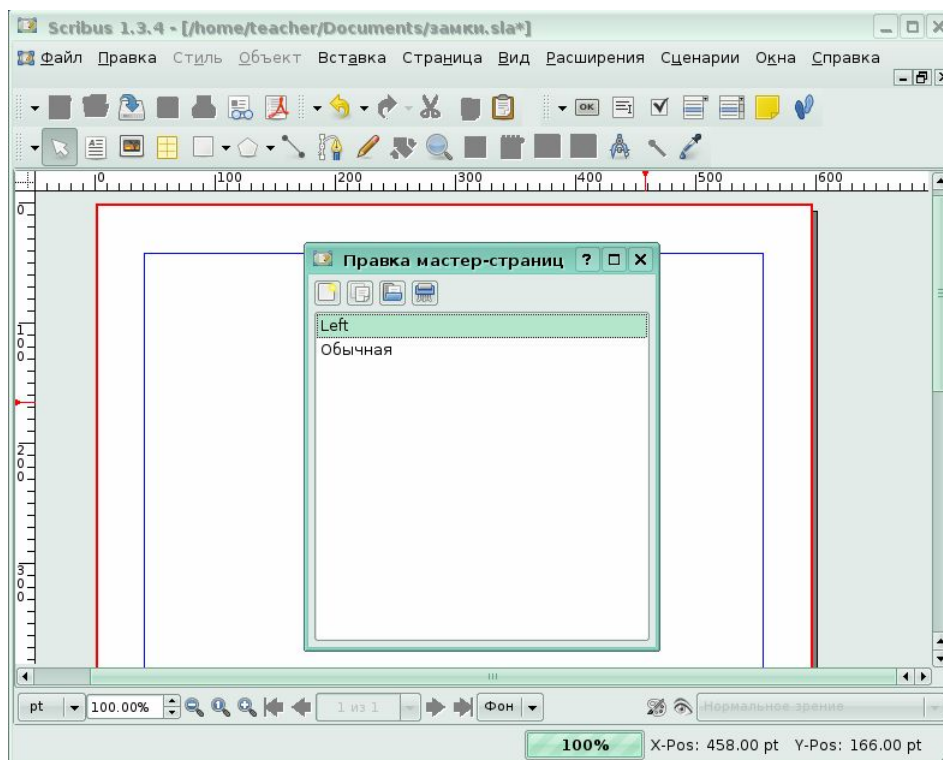 Scribus 1.3.4 - [/home/teacher/Documents/замки.sla*]
Файл Правка Стиль Объект Вставка Страница Вид Расширения Сценарии Окна Справка
OK
0 100 200 300 400 500 600
0
100
200
300
Правка мастер-страниц
Left
Обычная
pt 100.00% 1 из 1 Фон Нормальное зрение
100% X-Pos: 458.00 pt Y-Pos: 166.00 pt